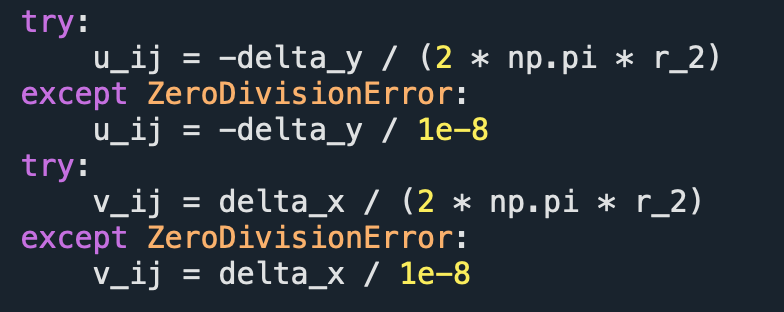 try:
    u_ij = -delta_y / (2 * np.pi * r_2)
except ZeroDivisionError:
    u_ij = -delta_y / 1e-8
try:
    v_ij = delta_x / (2 * np.pi * r_2)
except ZeroDivisionError:
    v_ij = delta_x / 1e-8